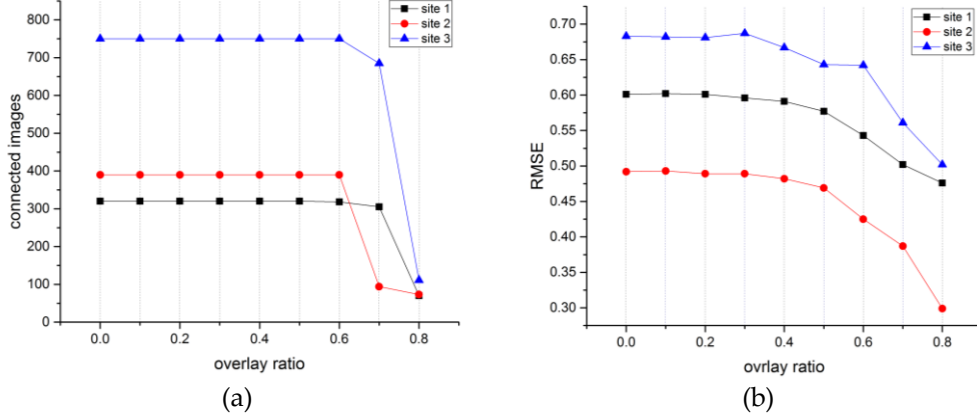 site 1
site 2
site 3
connected images
800
700
600
500
400
300
200
100
0
0.0 0.2 0.4 0.6 0.8
overlay ratio
(a)
site 1
site 2
site 3
RMSE
0.70
0.65
0.60
0.55
0.50
0.45
0.40
0.35
0.30
0.0 0.2 0.4 0.6 0.8
ovrlay ratio
(b)